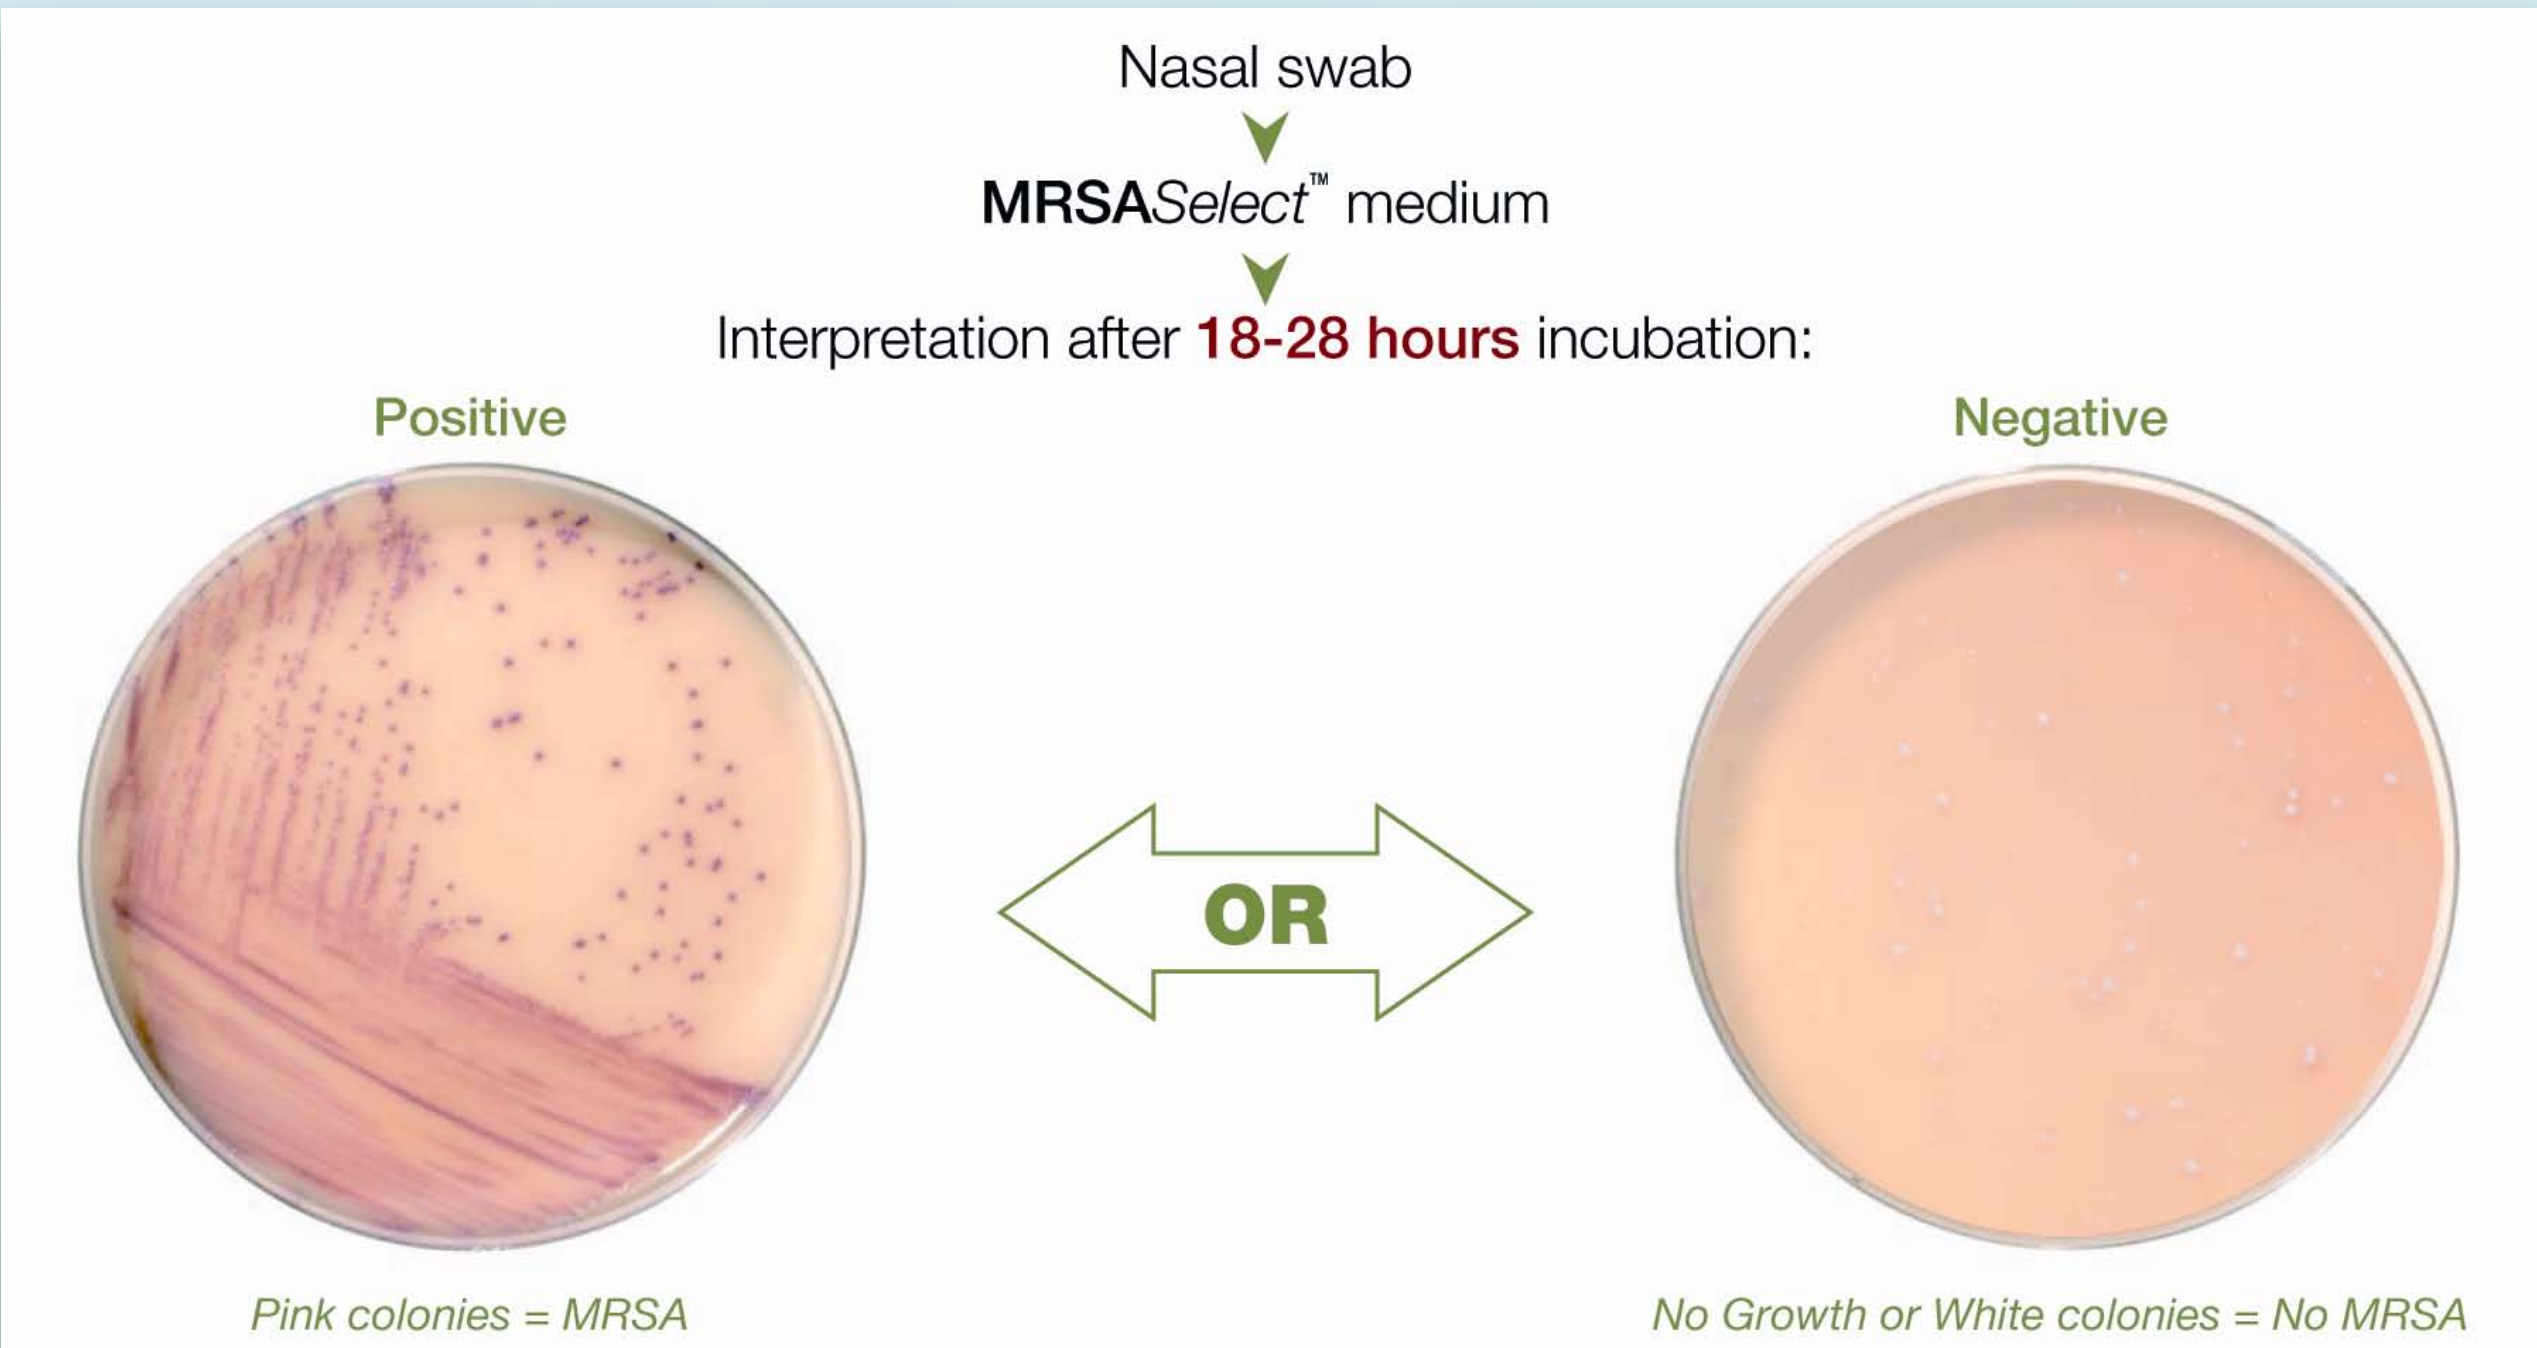 Nasal swab
MRSASelect™ medium
Interpretation after 18-28 hours incubation:
Positive
Negative
OR
Pink colonies = MRSA
No Growth or White colonies = No MRSA